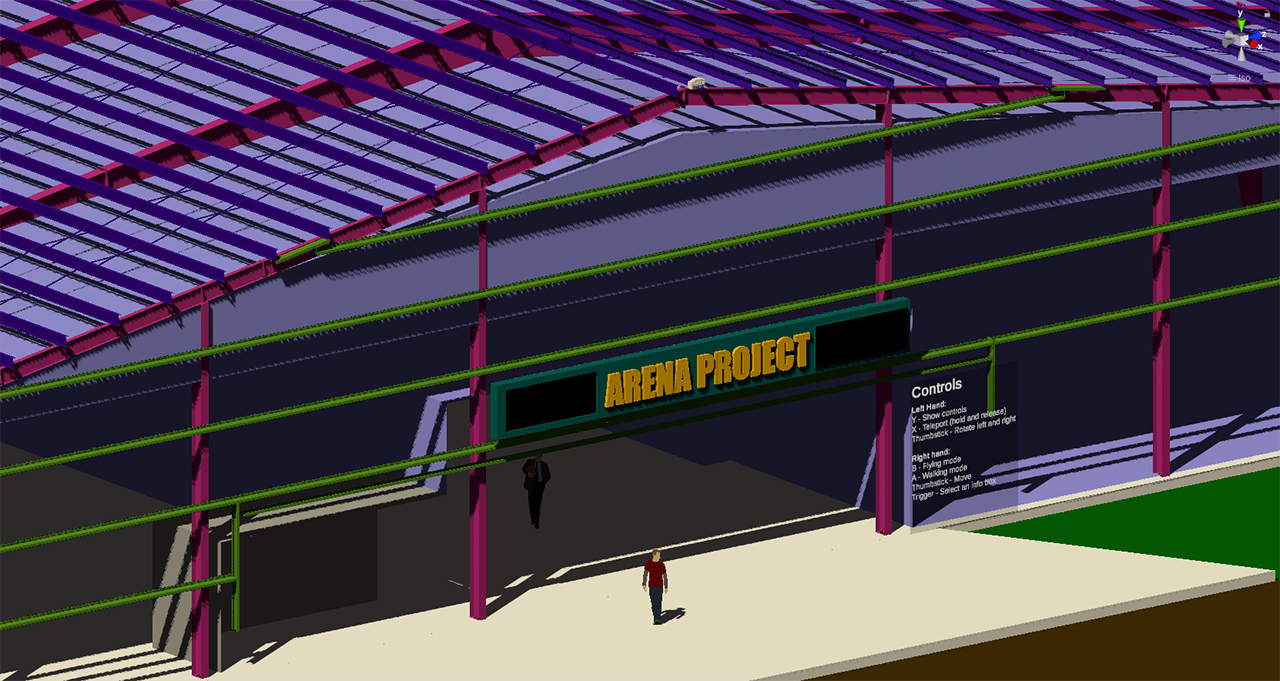 y
z
x
Iso
ARENA PROJECT
Controls
Left Hand:
Y - Show controls
X - Teleport (hold and release)
Thumbstick - Rotate left and right
Right hand:
B - Flying mode
A - Walking mode
Thumbstick - Move
Trigger - Select an info box